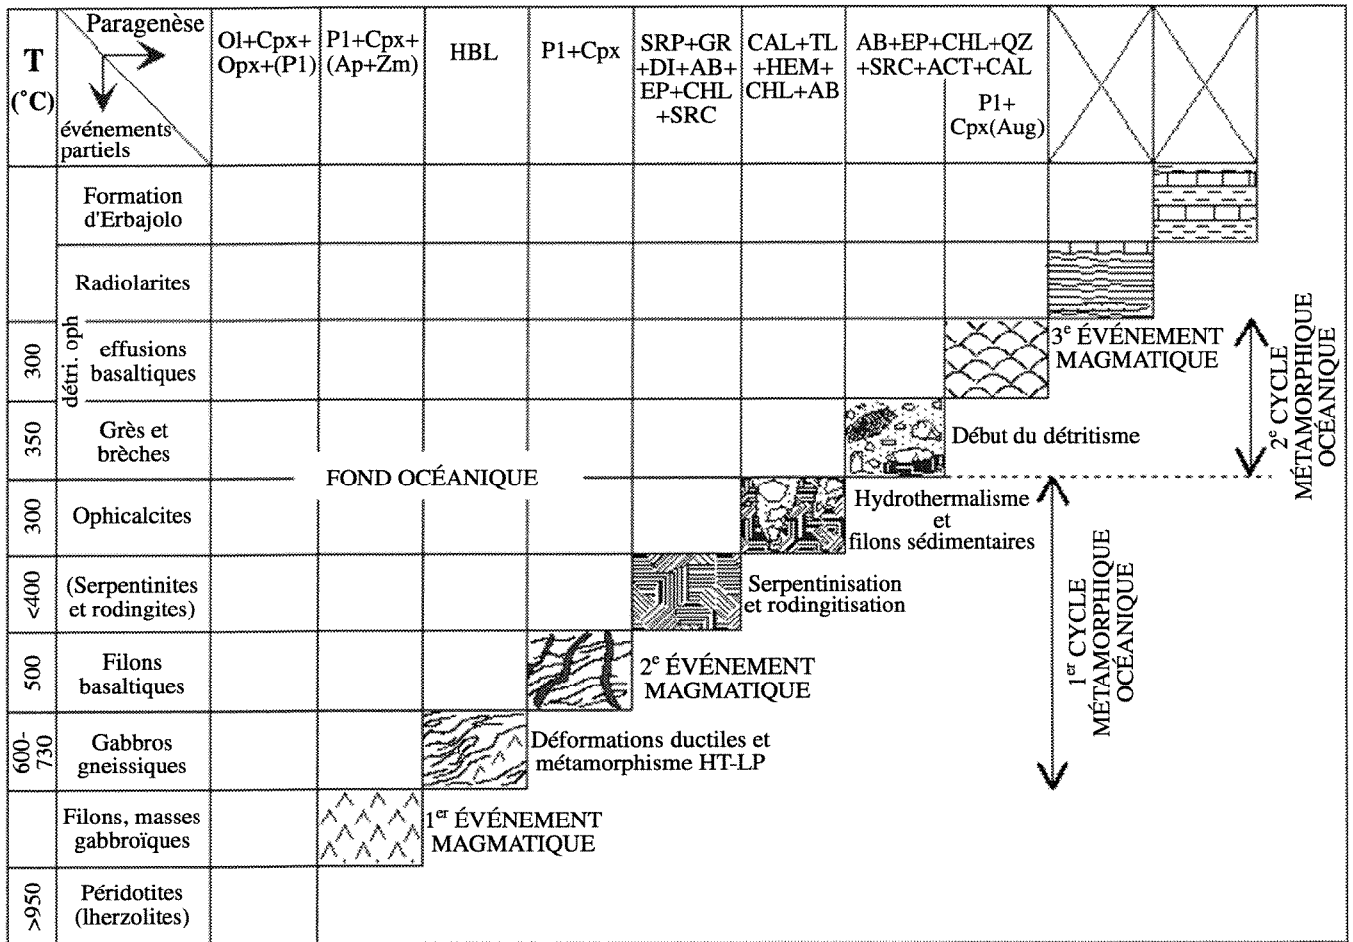 T
(°C)
Paragenèse
événements
partiels
Ol+Cpx+
Opx+(Pl)
Pl+Cpx+
(Ap+Zm)
HBL
Pl+Cpx
SRP+GR
+DI+AB+
EP+CHL
+SRC
CAL+TL
+HEM+
CHL+AB
AB+EP+CHL+QZ
+SRC+ACT+CAL
Pl+
Cpx(Aug)
Formation
d'Erbajolo
Radiolarites
détri. oph
300
effusions
basaltiques
3e ÉVÉNEMENT
MAGMATIQUE
350
Grès et
brèches
Début du détritisme
2e CYCLE
MÉTAMORPHIQUE
OCÉANIQUE
FOND OCÉANIQUE
300
Ophicalcites
Hydrothermalisme
et
filons sédimentaires
<400
(Serpentinites
et rodingites)
Serpentinisation
et rodingitisation
1er CYCLE
MÉTAMORPHIQUE
OCÉANIQUE
500
Filons
basaltiques
2e ÉVÉNEMENT
MAGMATIQUE
600-
730
Gabbros
gneissiques
Déformations ductiles et
métamorphisme HT-LP
Filons, masses
gabbroïques
1er ÉVÉNEMENT
MAGMATIQUE
>950
Péridotites
(lherzolites)